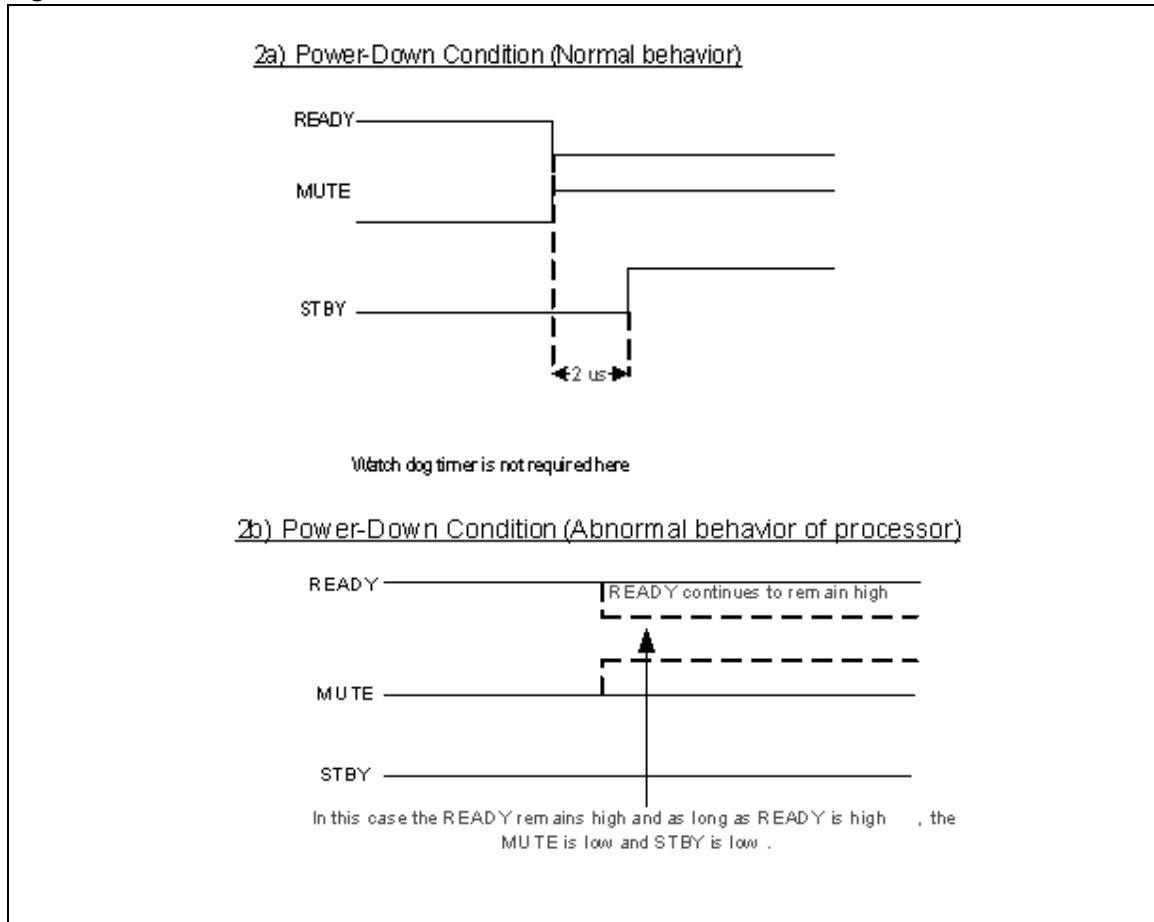 2a) Power-Down Condition (Normal behavior)
READY
MUTE
STBY
2 us
Watch dog timer is not required here
2b) Power-Down Condition (Abnormal behavior of processor)
READY
READY continues to remain high
MUTE
STBY
In this case the READY remains high and as long as READY is high , the
MUTE is low and STBY is low .